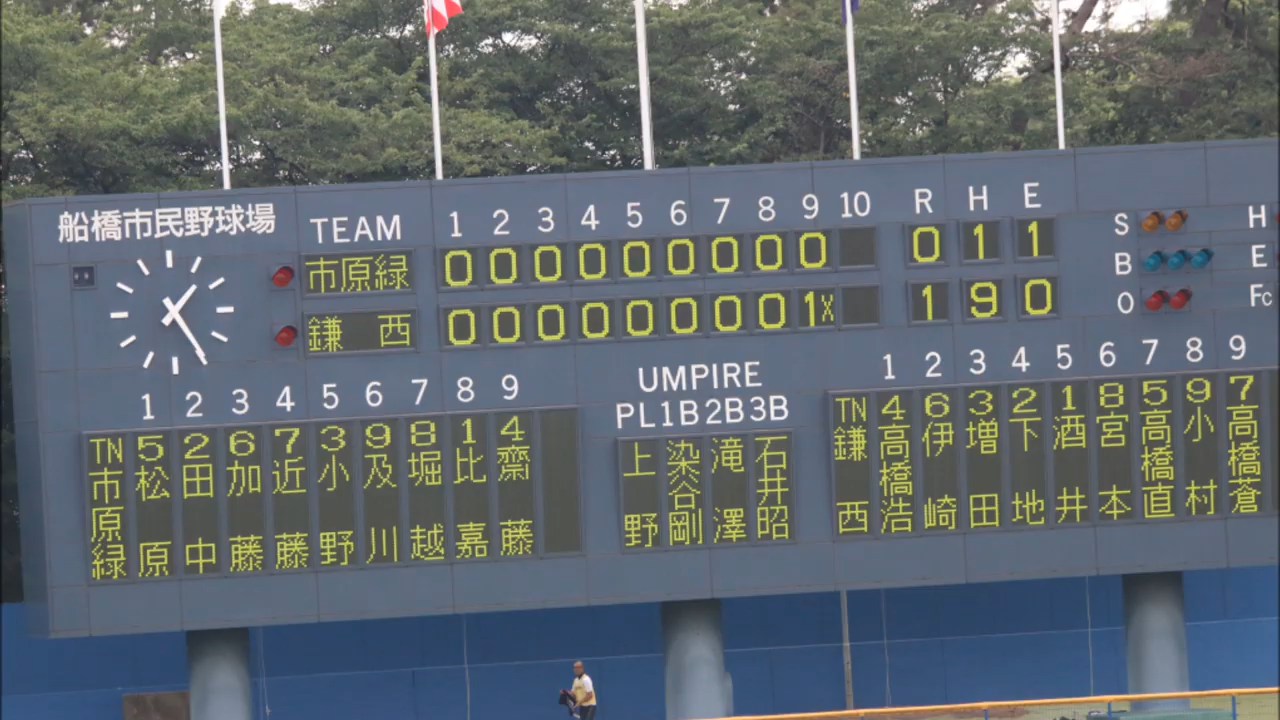 船橋市民野球場
TEAM 1 2 3 4 5 6 7 8 9 10 R H E
市原緑 0 0 0 0 0 0 0 0 0 0 1 1
鎌西 0 0 0 0 0 0 0 0 1X 1 9 0
S H
B E
O Fc
1 2 3 4 5 6 7 8 9
TN 5 2 6 7 3 9 8 1 4
市原緑 松原 田中 加藤 近藤 小野 及川 堀越 比嘉 齋藤
UMPIRE
PL 1B 2B 3B
上野 染谷剛 滝澤 石井昭
1 2 3 4 5 6 7 8 9
TN 4 6 3 2 1 8 5 9 7
鎌西 高橋浩 伊崎 増田 下地 酒井 宮本 高橋直 小村 高橋蒼